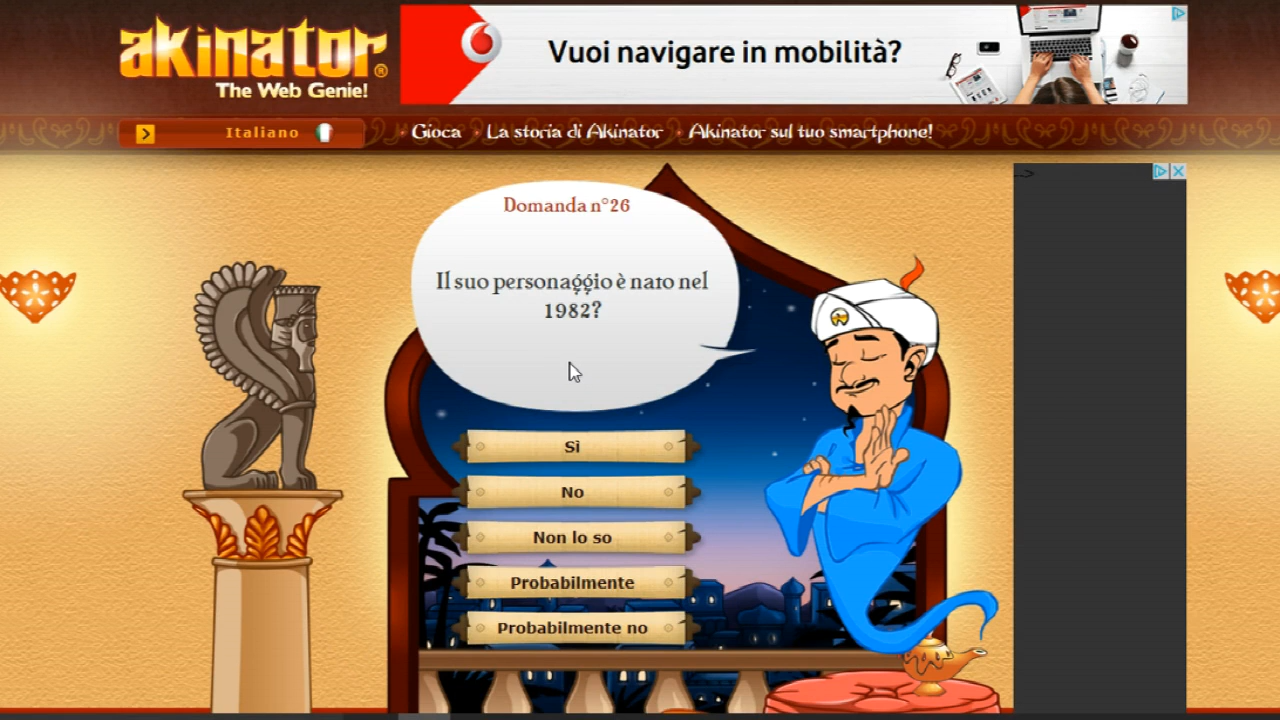 akinator®
The Web Genie!
Vuoi navigare in mobilità?
Italiano
Gioca
La storia di Akinator
Akinator sul tuo smartphone!
Domanda n°26
Il suo personaggio è nato nel
1982?
Sì
No
Non lo so
Probabilmente
Probabilmente no